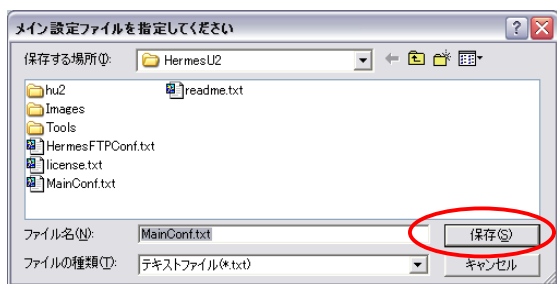 メイン設定ファイルを指定してください
保存する場所(I): HermesU2
hu2
Images
Tools
HermesFTPConf.txt
license.txt
MainConf.txt
readme.txt
ファイル名(N): MainConf.txt 保存(S)
ファイルの種類(T): テキストファイル(*.txt) キャンセル